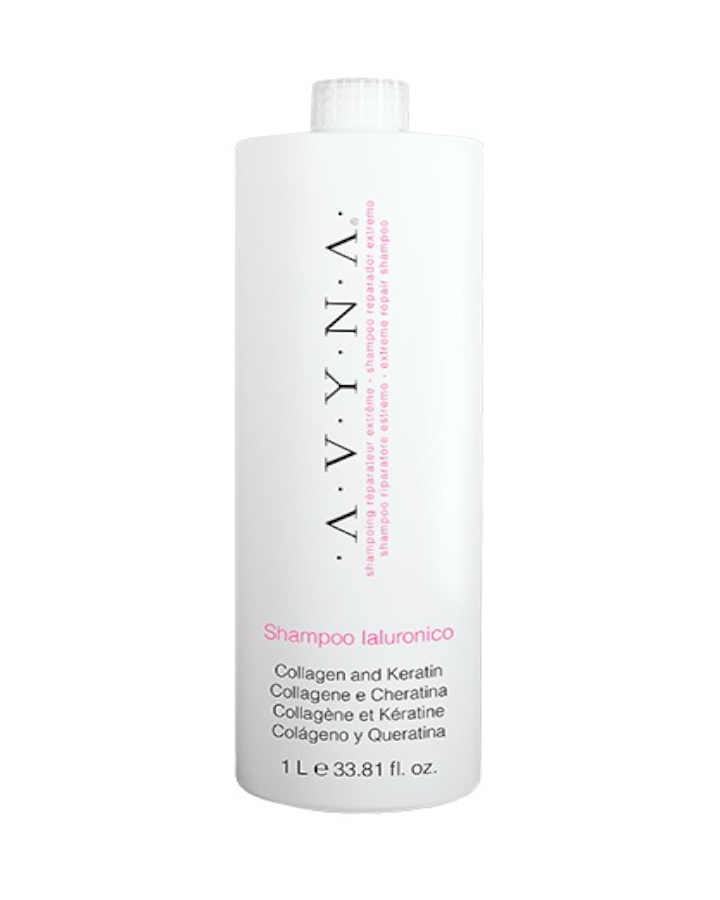 ·A·V·Y·N·A·®
shampoing réparateur extrême - shampoo reparador extremo
shampoo riparatore estremo - extreme repair shampoo
Shampoo Ialuronico
Collagen and Keratin
Collagene e Cheratina
Collagène et Kératine
Colágeno y Queratina
1 L ℮ 33.81 fl. oz.